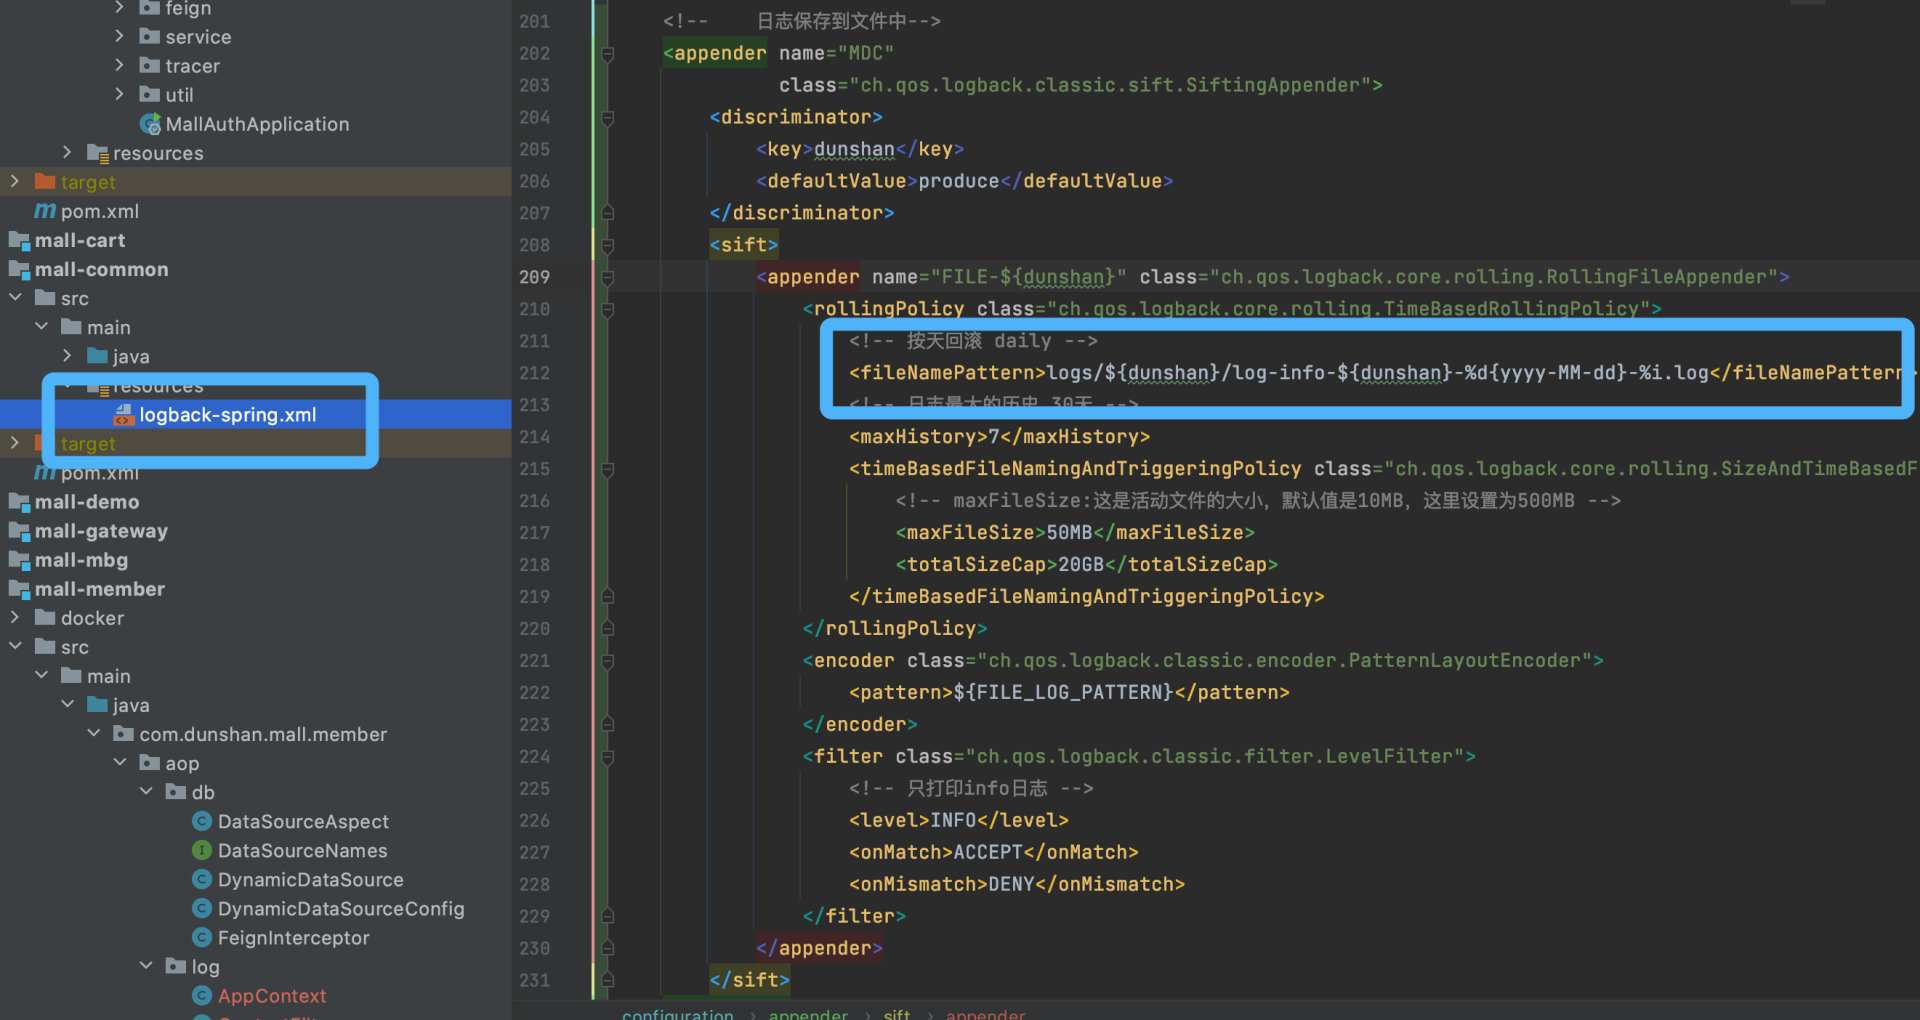 feign
service
tracer
util
MallAuthApplication
resources
target
pom.xml
mall-cart
mall-common
src
main
java
resources
logback-spring.xml
target
pom.xml
mall-demo
mall-gateway
mall-mbg
mall-member
docker
src
main
java
com.dunshan.mall.member
aop
db
DataSourceAspect
DataSourceNames
DynamicDataSource
DynamicDataSourceConfig
FeignInterceptor
log
AppContext
201 <!-- 日志保存到文件中-->
202 <appender name="MDC"
203 class="ch.qos.logback.classic.sift.SiftingAppender">
204 <discriminator>
205 <key>dunshan</key>
206 <defaultValue>produce</defaultValue>
207 </discriminator>
208 <sift>
209 <appender name="FILE-${dunshan}" class="ch.qos.logback.core.rolling.RollingFileAppender">
210 <rollingPolicy class="ch.qos.logback.core.rolling.TimeBasedRollingPolicy">
211 <!-- 按天回滚 daily -->
212 <fileNamePattern>logs/${dunshan}/log-info-${dunshan}-%d{yyyy-MM-dd}-%i.log</fileNamePattern>
213 <!-- 日志最大的历史 30天 -->
214 <maxHistory>7</maxHistory>
215 <timeBasedFileNamingAndTriggeringPolicy class="ch.qos.logback.core.rolling.SizeAndTimeBasedF
216 <!-- maxFileSize:这是活动文件的大小，默认值是10MB，这里设置为500MB -->
217 <maxFileSize>50MB</maxFileSize>
218 <totalSizeCap>20GB</totalSizeCap>
219 </timeBasedFileNamingAndTriggeringPolicy>
220 </rollingPolicy>
221 <encoder class="ch.qos.logback.classic.encoder.PatternLayoutEncoder">
222 <pattern>${FILE_LOG_PATTERN}</pattern>
223 </encoder>
224 <filter class="ch.qos.logback.classic.filter.LevelFilter">
225 <!-- 只打印info日志 -->
226 <level>INFO</level>
227 <onMatch>ACCEPT</onMatch>
228 <onMismatch>DENY</onMismatch>
229 </filter>
230 </appender>
231 </sift>
configuration > appender > sift > appender